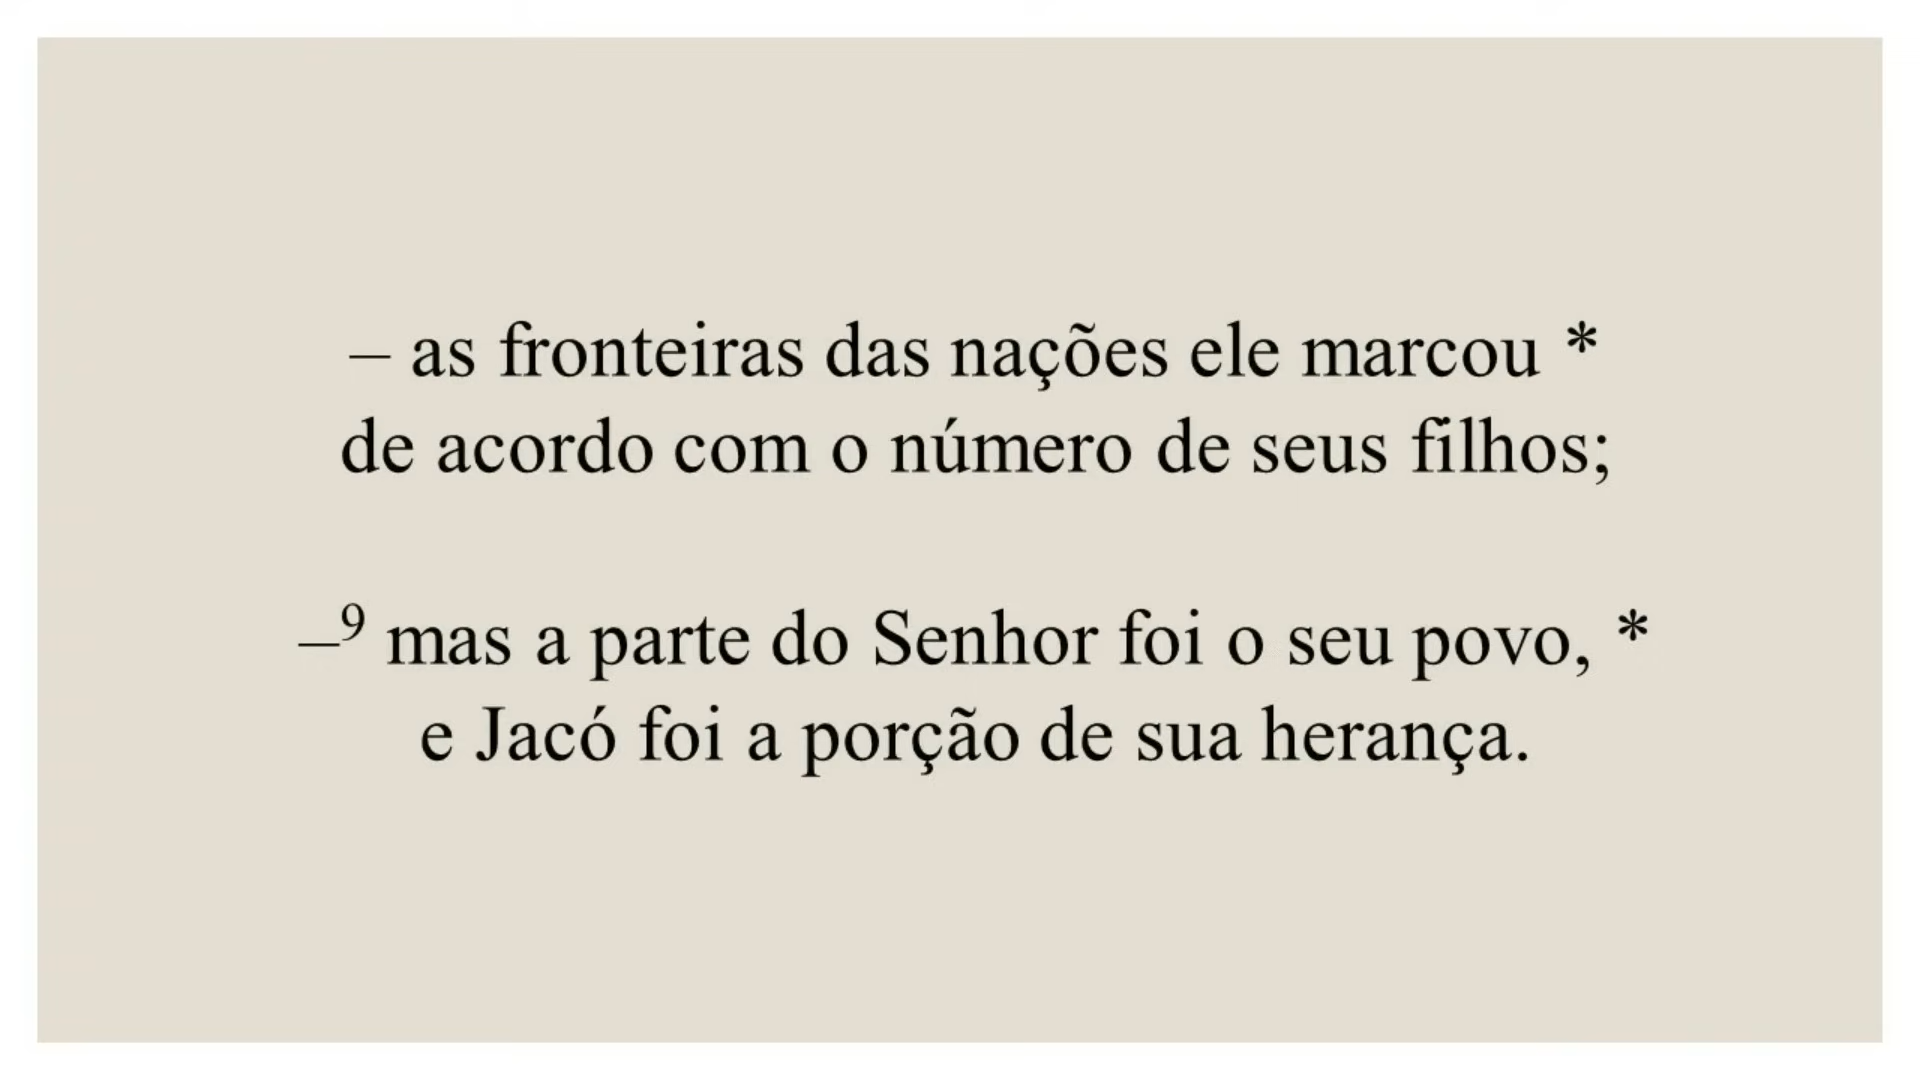 – as fronteiras das nações ele marcou *
de acordo com o número de seus filhos;
–⁹ mas a parte do Senhor foi o seu povo, *
e Jacó foi a porção de sua herança.